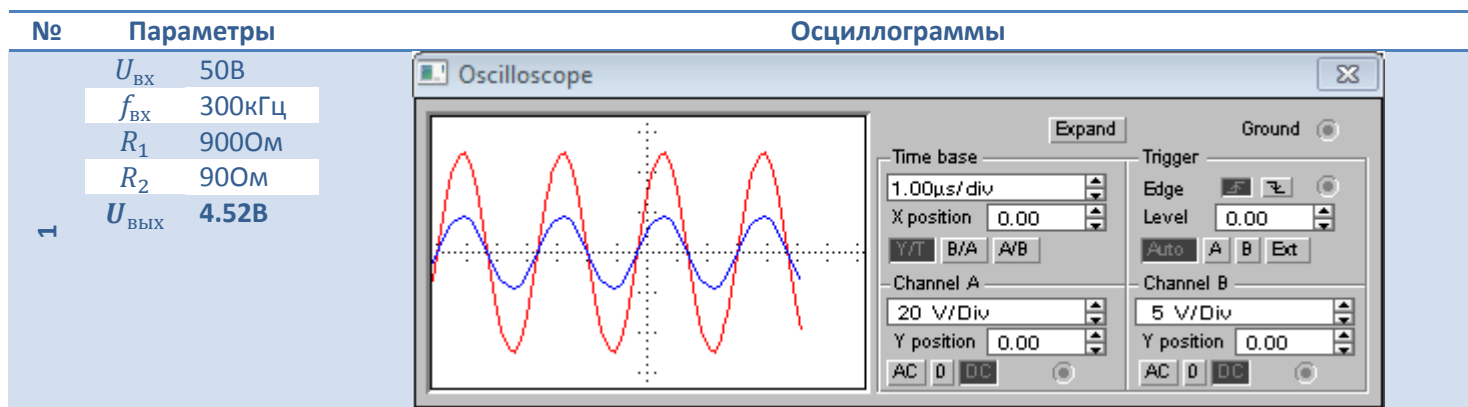 № Параметры Осциллограммы
1
Uвх 50В
fвх 300кГц
R1 900Ом
R2 90Ом
Uвых 4.52В
Oscilloscope
Expand Ground
Time base
1.00µs/div
X position 0.00
Y/T B/A A/B
Trigger
Edge
Level 0.00
Auto A B Ext
Channel A
20 V/Div
Y position 0.00
AC 0 DC
Channel B
5 V/Div
Y position 0.00
AC 0 DC